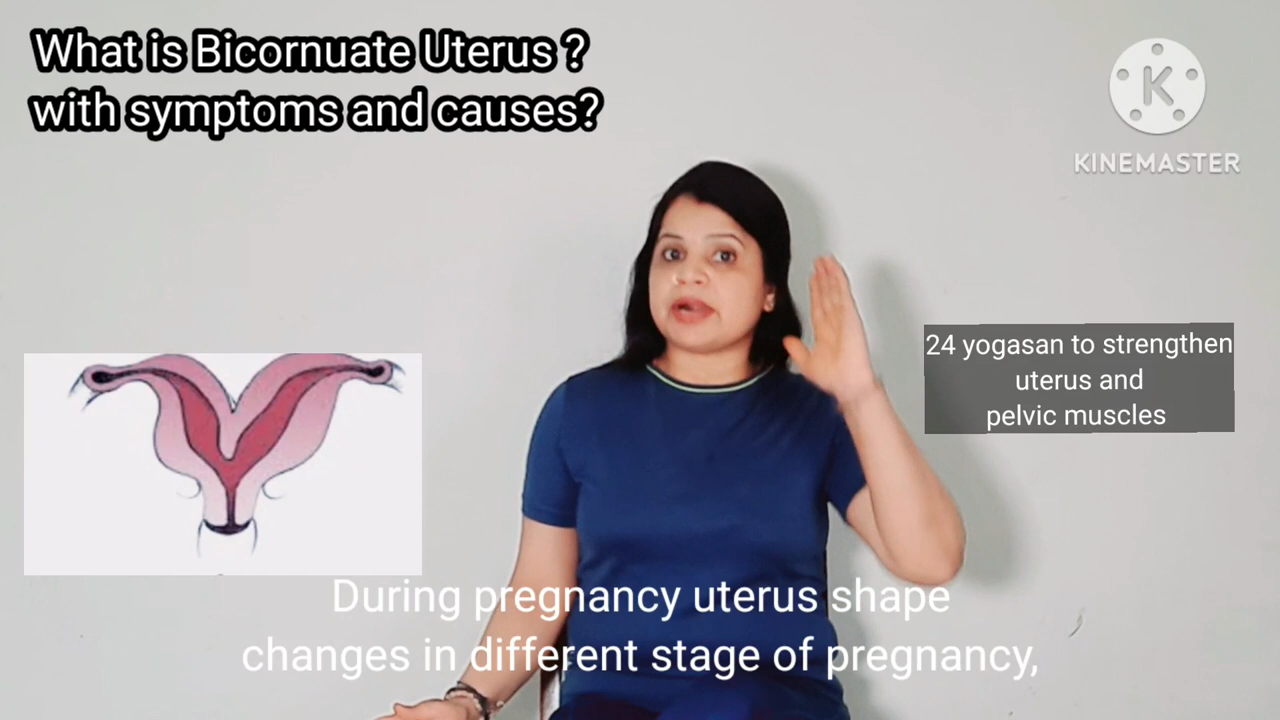 What is Bicornuate Uterus ?
with symptoms and causes?
K
KINEMASTER
24 yogasan to strengthen
uterus and
pelvic muscles
During pregnancy uterus shape
changes in different stage of pregnancy,